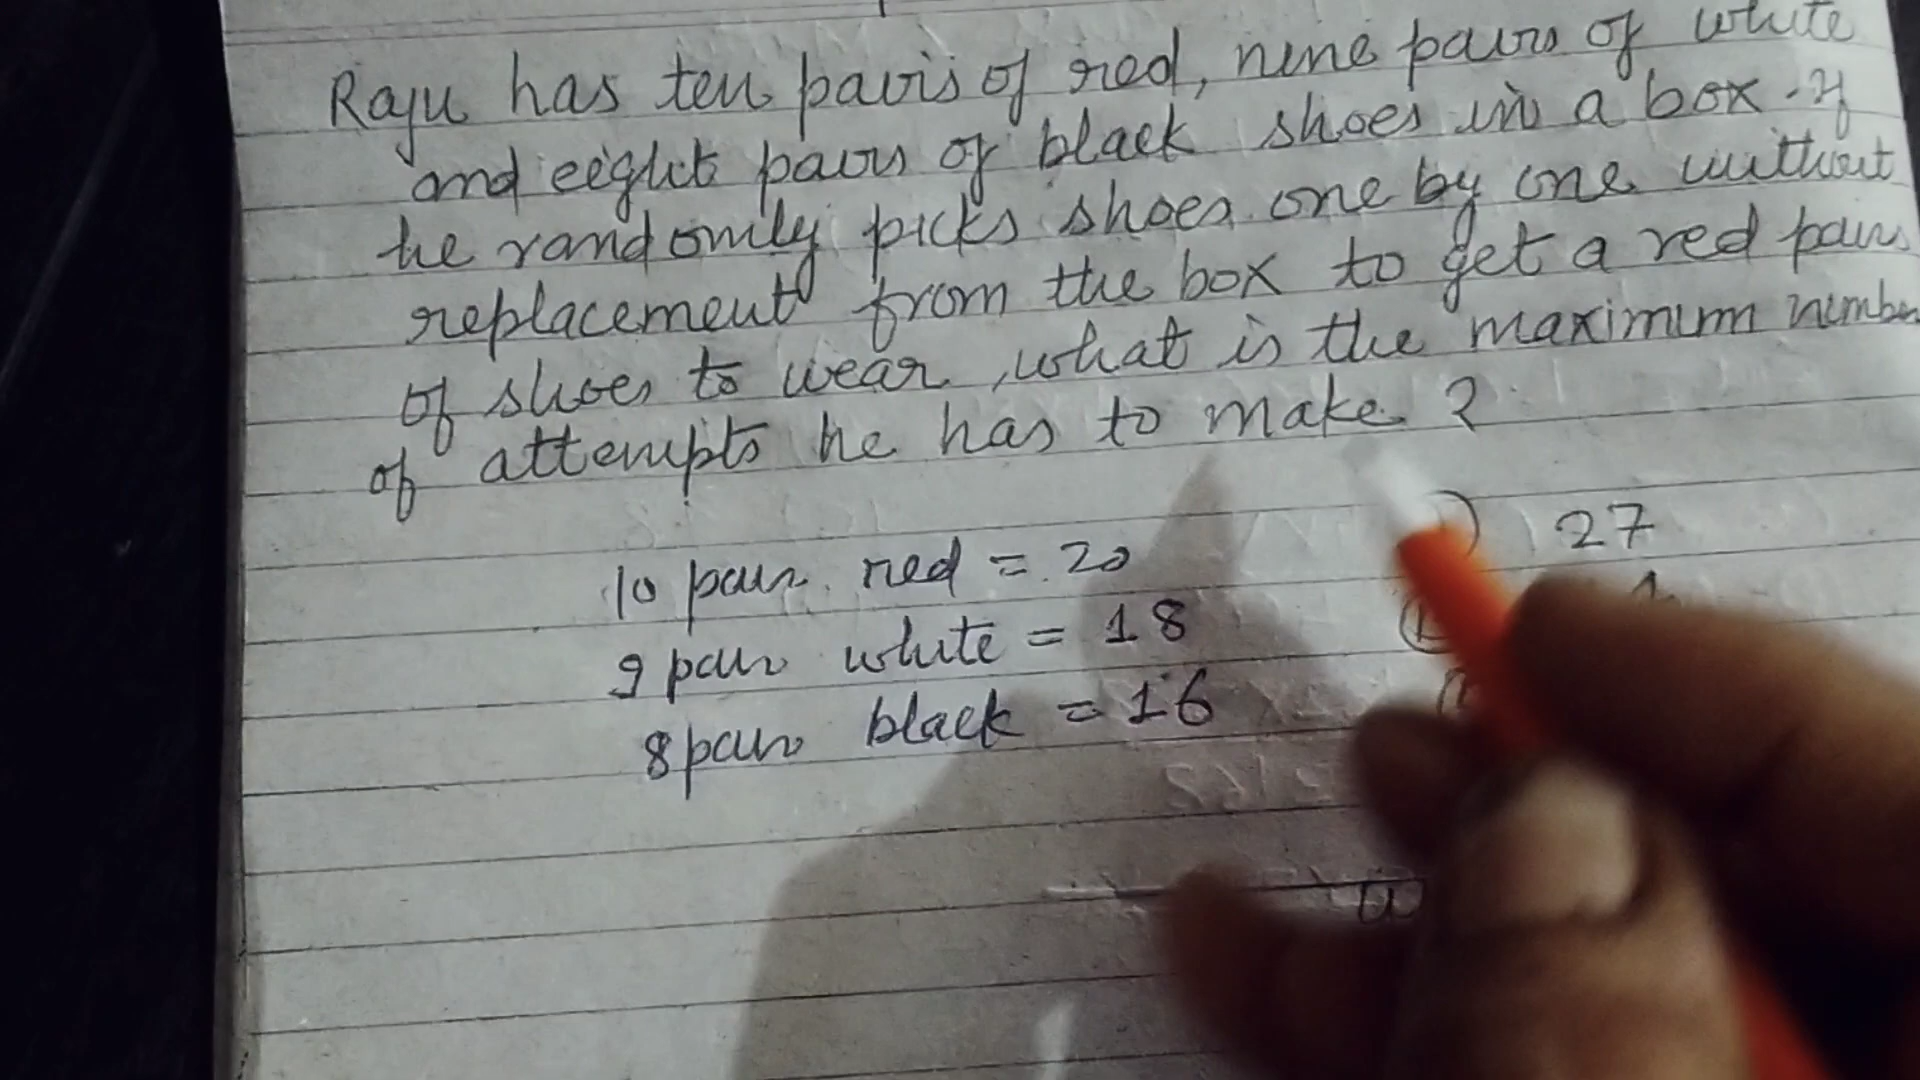 Raju has ten pairs of red, nine pairs of white
and eight pairs of black shoes in a box. If
he randomly picks shoes one by one without
replacement from the box to get a red pairs
of shoes to wear, what is the maximum number
of attempts he has to make?
27
10 pair red = 20
9 pair white = 18
8 pair black = 16